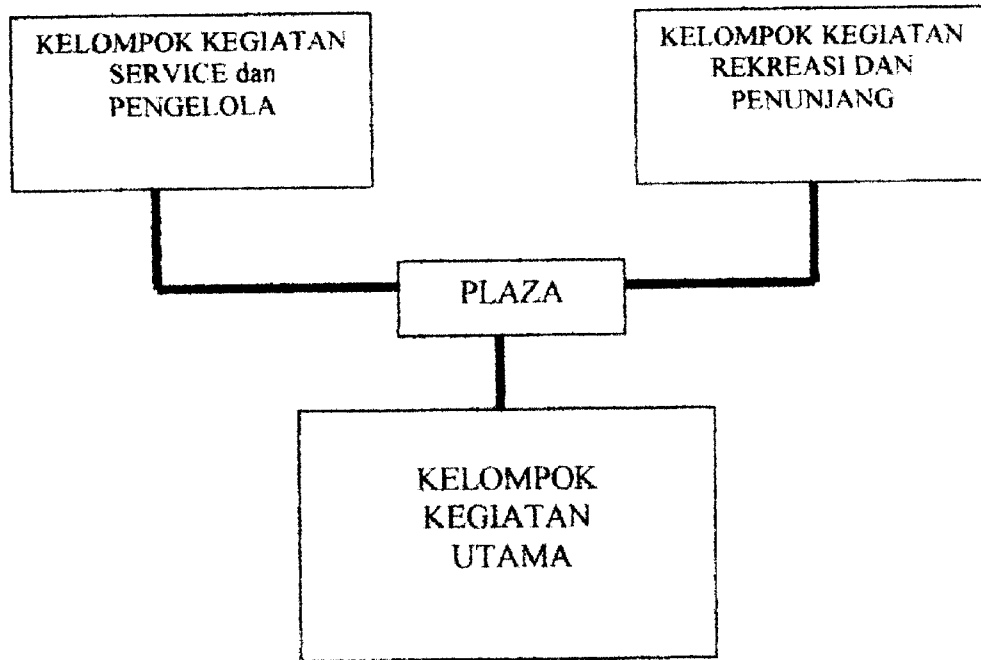 KELOMPOK KEGIATAN
SERVICE dan
PENGELOLA
KELOMPOK KEGIATAN
REKREASI DAN
PENUNJANG
PLAZA
KELOMPOK
KEGIATAN
UTAMA